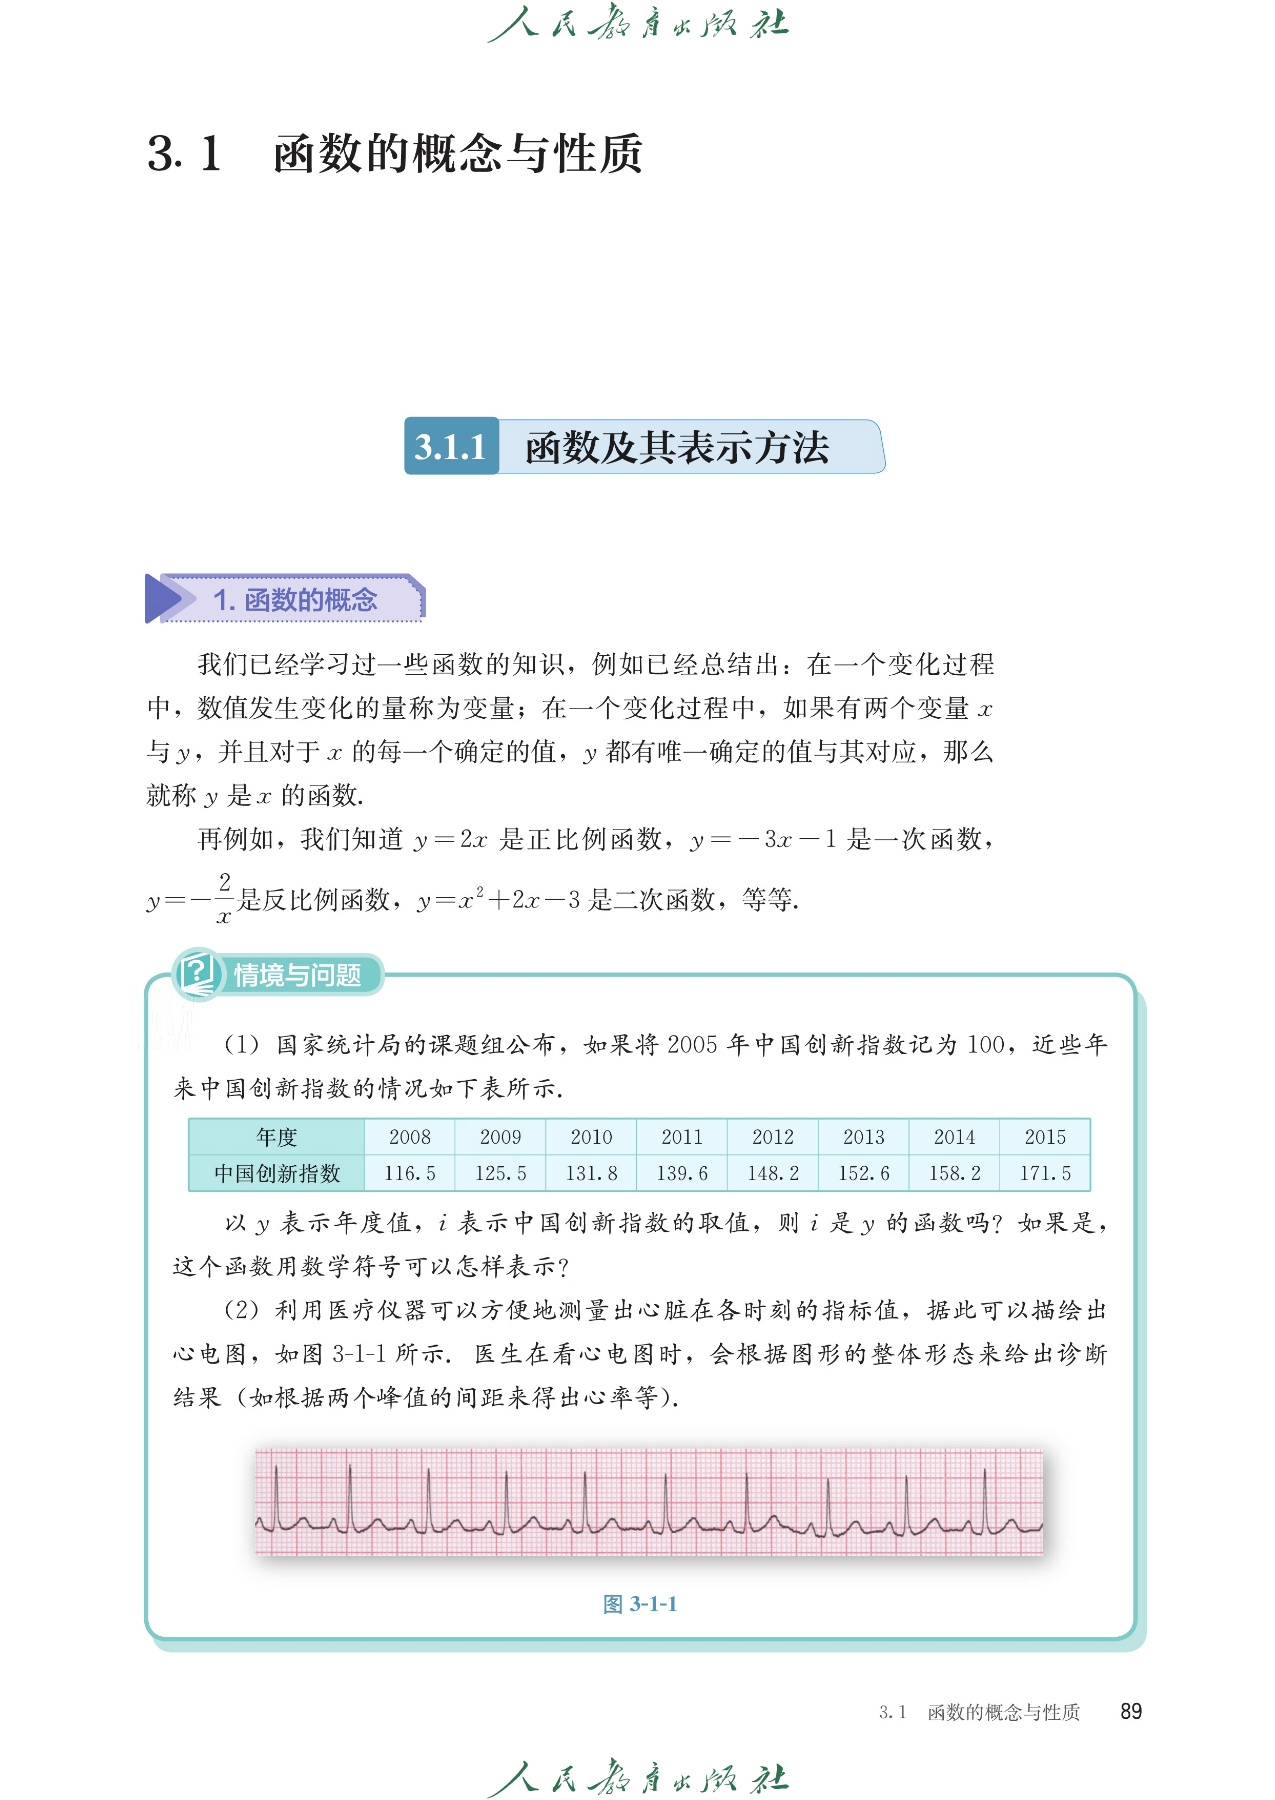 人民教育出版社
3.1 函数的概念与性质
3.1.1 函数及其表示方法
1. 函数的概念
我们已经学习过一些函数的知识，例如已经总结出：在一个变化过程
中，数值发生变化的量称为变量；在一个变化过程中，如果有两个变量 x
与 y，并且对于 x 的每一个确定的值，y 都有唯一确定的值与其对应，那么
就称 y 是 x 的函数.
再例如，我们知道 y＝2x 是正比例函数，y＝－3x－1 是一次函数，
y＝－2/x 是反比例函数，y＝x²＋2x－3 是二次函数，等等.
? 情境与问题
（1）国家统计局的课题组公布，如果将 2005 年中国创新指数记为 100，近些年
来中国创新指数的情况如下表所示.
年度 2008 2009 2010 2011 2012 2013 2014 2015
中国创新指数 116.5 125.5 131.8 139.6 148.2 152.6 158.2 171.5
以 y 表示年度值，i 表示中国创新指数的取值，则 i 是 y 的函数吗？如果是，
这个函数用数学符号可以怎样表示？
（2）利用医疗仪器可以方便地测量出心脏在各时刻的指标值，据此可以描绘出
心电图，如图 3-1-1 所示. 医生在看心电图时，会根据图形的整体形态来给出诊断
结果（如根据两个峰值的间距来得出心率等）.
图 3-1-1
3.1 函数的概念与性质 89
人民教育出版社